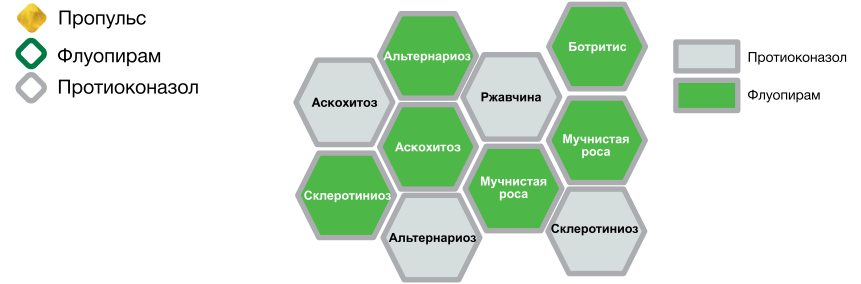 Пропульс
Флуопирам
Протиоконазол
Альтернариоз
Ботритис
Аскохитоз
Ржавчина
Аскохитоз
Мучнистая
роса
Склеротиниоз
Мучнистая
роса
Альтернариоз
Склеротиниоз
Протиоконазол
Флуопирам